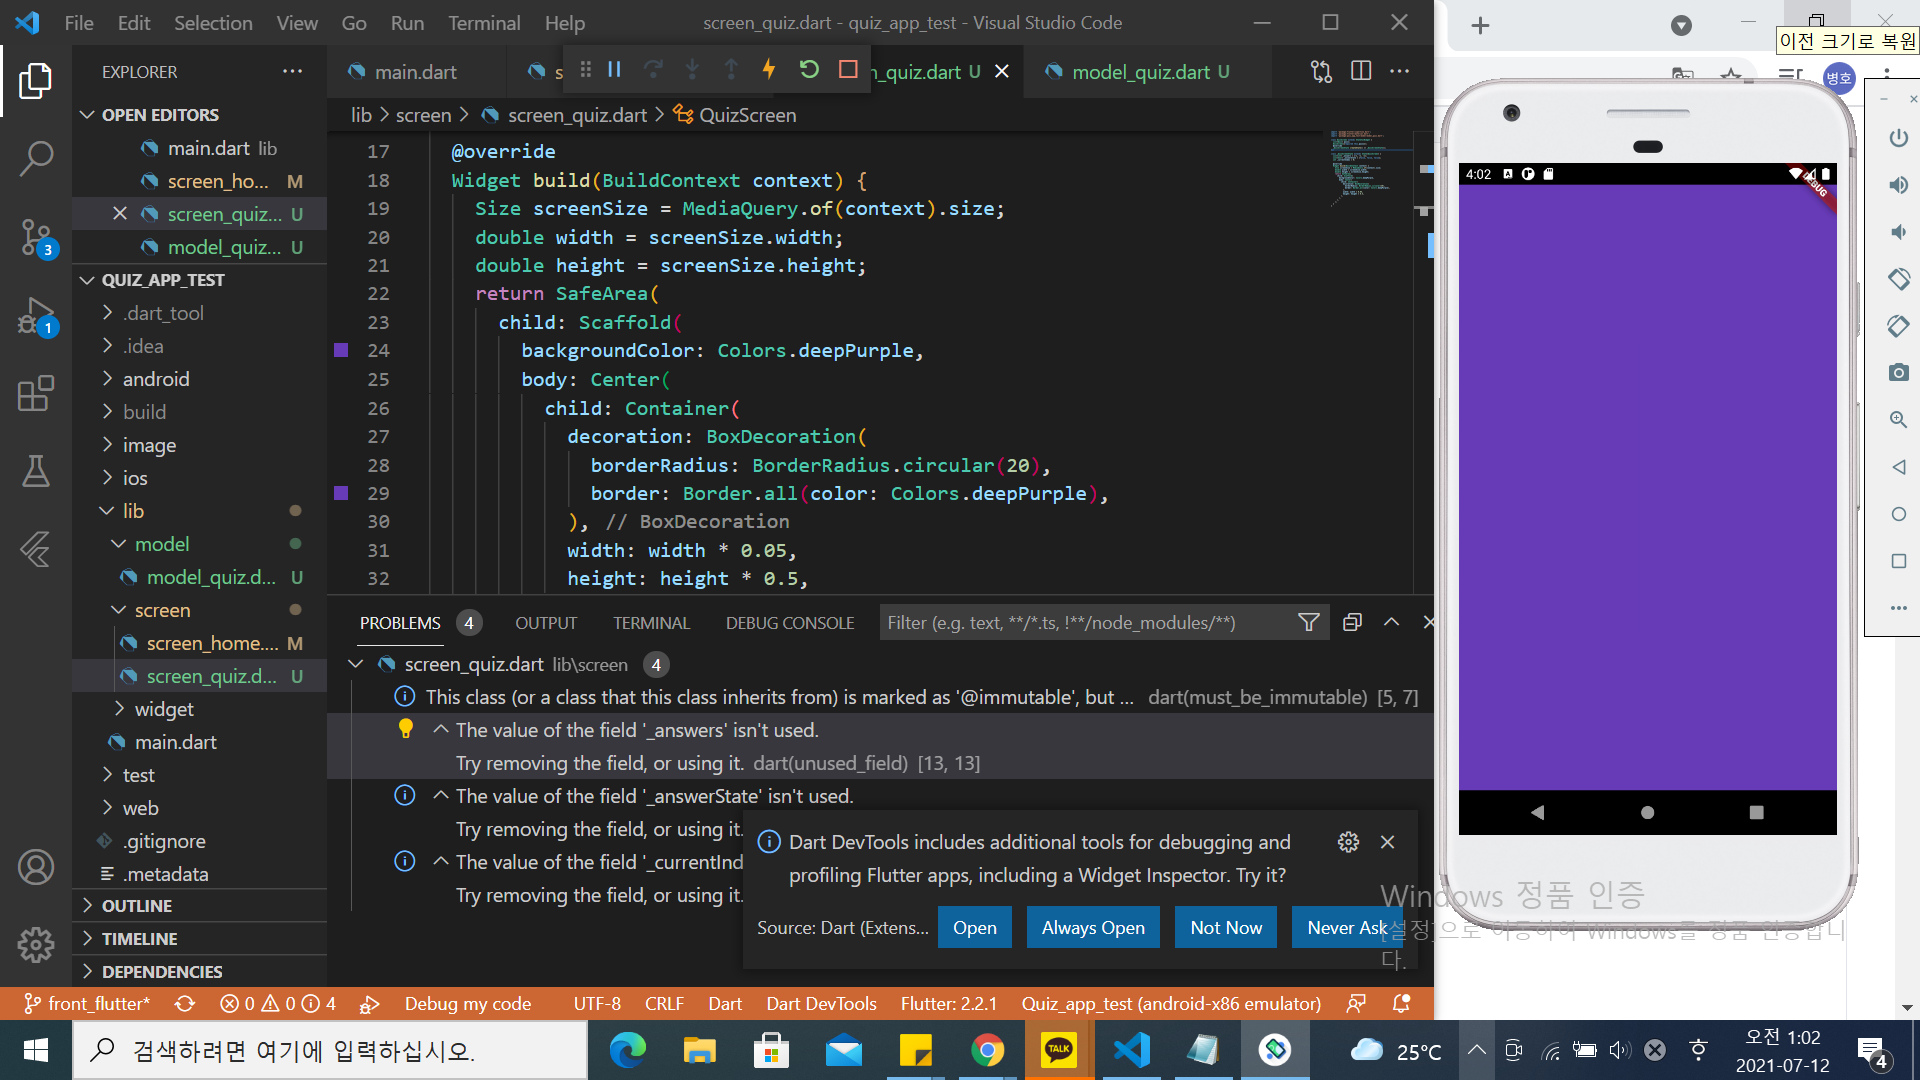 File Edit Selection View Go Run Terminal Help
screen_quiz.dart - quiz_app_test - Visual Studio Code
이전 크기로 복원
EXPLORER
main.dart
s
n_quiz.dart U
model_quiz.dart U
병호
OPEN EDITORS
main.dart lib
screen_ho... M
screen_quiz... U
model_quiz... U
QUIZ_APP_TEST
.dart_tool
.idea
android
build
image
ios
lib
model
model_quiz.d... U
screen
screen_home.... M
screen_quiz.d... U
widget
main.dart
test
web
.gitignore
.metadata
OUTLINE
TIMELINE
DEPENDENCIES
3
1
lib > screen > screen_quiz.dart > QuizScreen
17 @override
18 Widget build(BuildContext context) {
19 Size screenSize = MediaQuery.of(context).size;
20 double width = screenSize.width;
21 double height = screenSize.height;
22 return SafeArea(
23 child: Scaffold(
24 backgroundColor: Colors.deepPurple,
25 body: Center(
26 child: Container(
27 decoration: BoxDecoration(
28 borderRadius: BorderRadius.circular(20),
29 border: Border.all(color: Colors.deepPurple),
30 ), // BoxDecoration
31 width: width * 0.05,
32 height: height * 0.5,
PROBLEMS 4 OUTPUT TERMINAL DEBUG CONSOLE Filter (e.g. text, **/*.ts, !**/node_modules/**)
screen_quiz.dart lib\screen 4
This class (or a class that this class inherits from) is marked as '@immutable', but ... dart(must_be_immutable) [5, 7]
The value of the field '_answers' isn't used.
Try removing the field, or using it. dart(unused_field) [13, 13]
The value of the field '_answerState' isn't used.
Try removing the field, or using it.
The value of the field '_currentInd
Try removing the field, or using it.
Dart DevTools includes additional tools for debugging and
profiling Flutter apps, including a Widget Inspector. Try it?
Source: Dart (Extens... Open Always Open Not Now Never Ask
4:02
DEBUG
Windows 정품 인증
[설정]으로 이동하여 Windows를 정품 인증합니
다.
front_flutter* 0 0 4 Debug my code UTF-8 CRLF Dart Dart DevTools Flutter: 2.2.1 Quiz_app_test (android-x86 emulator)
검색하려면 여기에 입력하십시오.
TALK
25°C
오전 1:02
2021-07-12
4